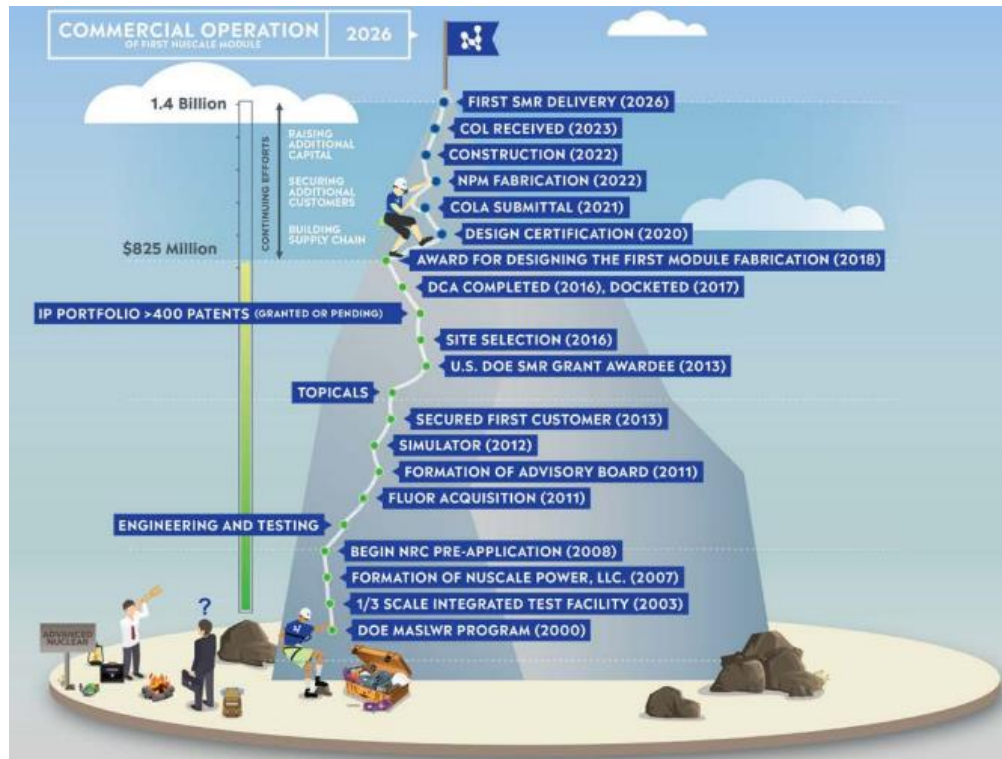 COMMERCIAL OPERATION
OF FIRST NUSCALE MODULE
2026
1.4 Billion
$825 Million
CONTINUING EFFORTS
RAISING
ADDITIONAL
CAPITAL
SECURING
ADDITIONAL
CUSTOMERS
BUILDING
SUPPLY CHAIN
FIRST SMR DELIVERY (2026)
COL RECEIVED (2023)
CONSTRUCTION (2022)
NPM FABRICATION (2022)
COLA SUBMITTAL (2021)
DESIGN CERTIFICATION (2020)
AWARD FOR DESIGNING THE FIRST MODULE FABRICATION (2018)
DCA COMPLETED (2016), DOCKETED (2017)
IP PORTFOLIO >400 PATENTS (GRANTED OR PENDING)
SITE SELECTION (2016)
U.S. DOE SMR GRANT AWARDEE (2013)
TOPICALS
SECURED FIRST CUSTOMER (2013)
SIMULATOR (2012)
FORMATION OF ADVISORY BOARD (2011)
FLUOR ACQUISITION (2011)
ENGINEERING AND TESTING
BEGIN NRC PRE-APPLICATION (2008)
FORMATION OF NUSCALE POWER, LLC. (2007)
1/3 SCALE INTEGRATED TEST FACILITY (2003)
DOE MASLWR PROGRAM (2000)
?
ADVANCED
NUCLEAR